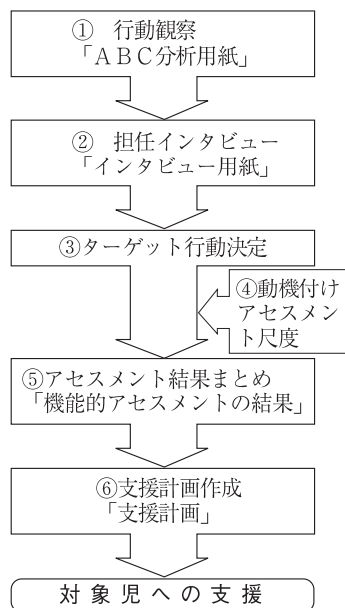 ① 行動観察
「ＡＢＣ分析用紙」
② 担任インタビュー
「インタビュー用紙」
③ターゲット行動決定
④動機付け
アセスメン
ト尺度
⑤アセスメント結果まとめ
「機能的アセスメントの結果」
⑥支援計画作成
「支援計画」
対象児への支援